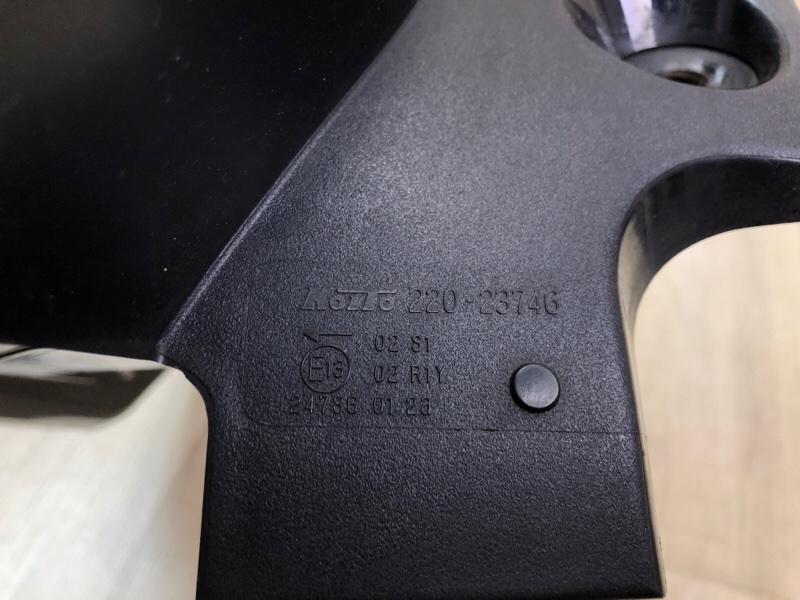 KOITO 220-23746
E13 02 S1
02 R1Y
24786 01 23